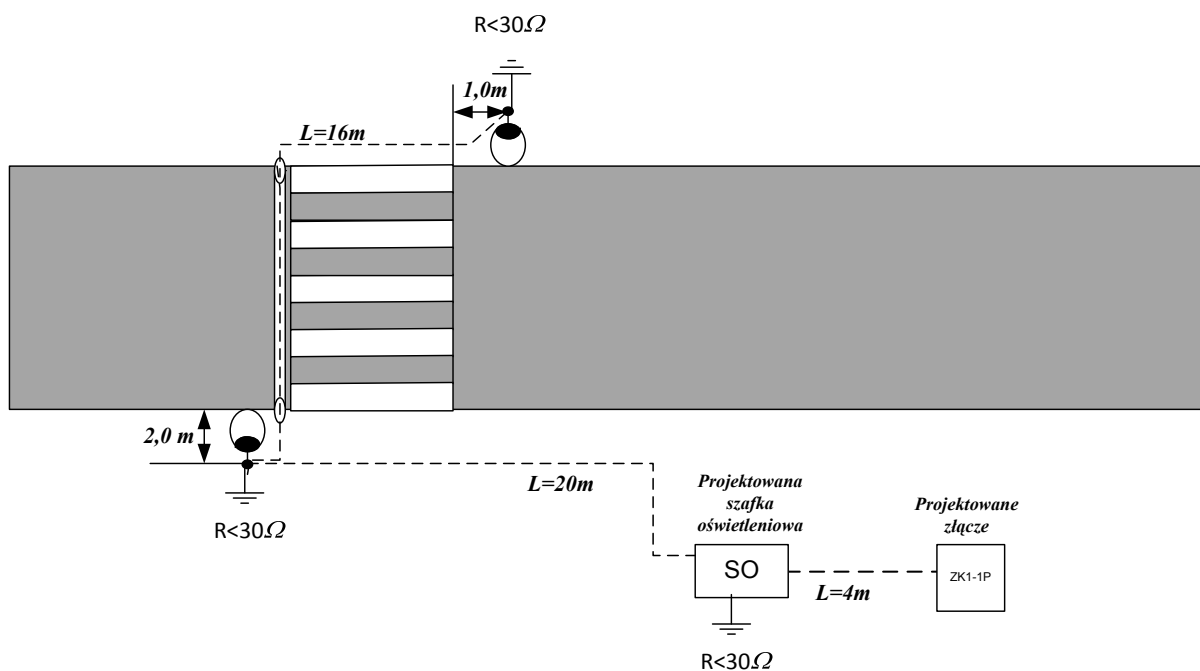 R<30Ω
1,0m
L=16m
2,0 m
L=20m
R<30Ω
Projektowana
szafka
oświetleniowa
Projektowane
złącze
SO
ZK1-1P
L=4m
R<30Ω